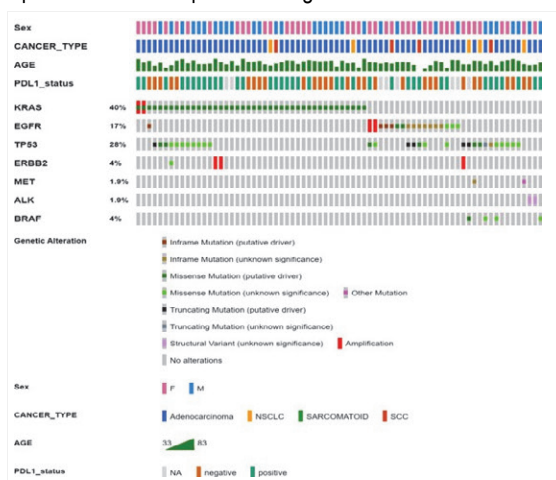 Sex
CANCER_TYPE
AGE
PDL1_status
KRAS 40%
EGFR 17%
TP53 28%
ERBB2 4%
MET 1.9%
ALK 1.9%
BRAF 4%
Genetic Alteration
Inframe Mutation (putative driver)
Inframe Mutation (unknown significance)
Missense Mutation (putative driver)
Missense Mutation (unknown significance) Other Mutation
Truncating Mutation (putative driver)
Truncating Mutation (unknown significance)
Structural Variant (unknown significance) Amplification
No alterations
Sex F M
CANCER_TYPE Adenocarcinoma NSCLC SARCOMATOID SCC
AGE 33 83
PDL1_status NA negative positive